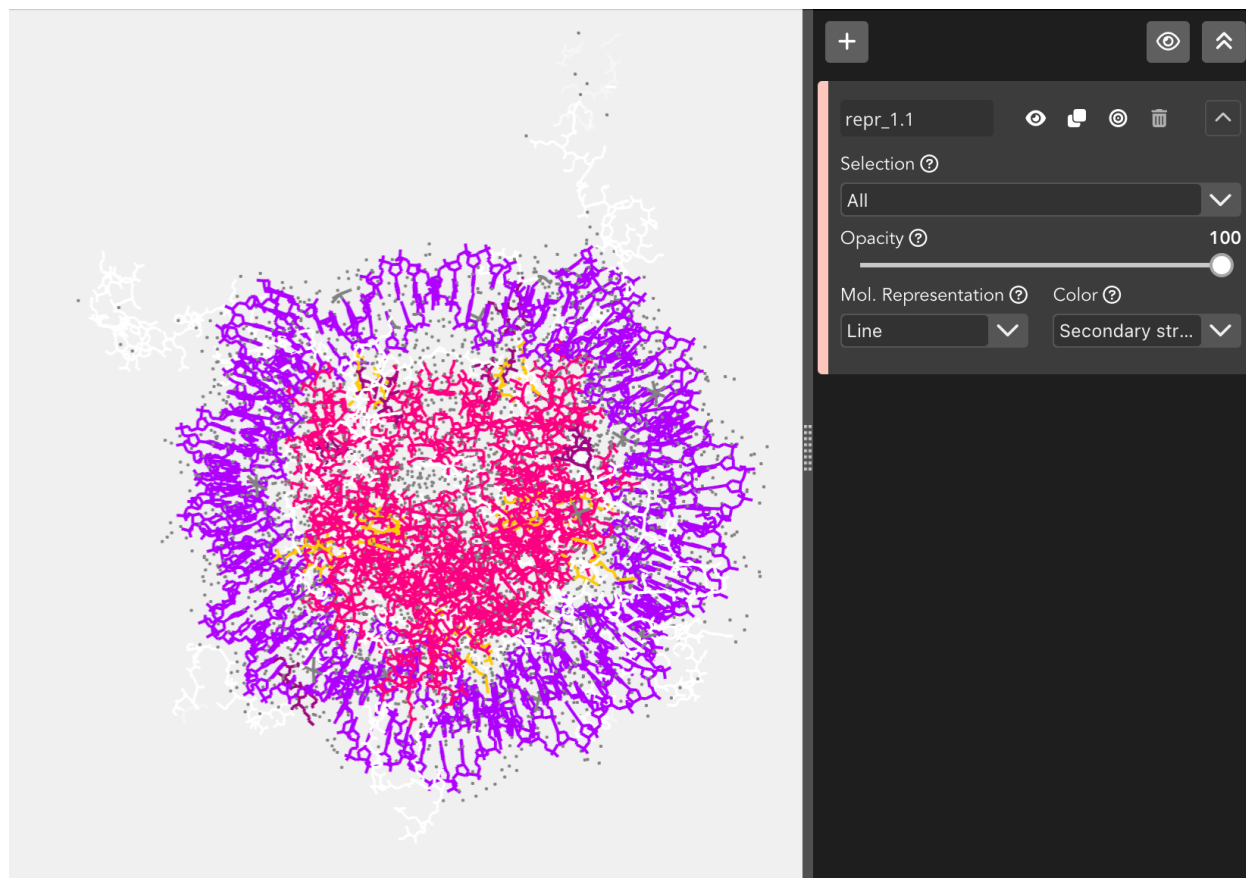 repr_1.1
Selection
All
Opacity 100
Mol. Representation Color
Line Secondary str...